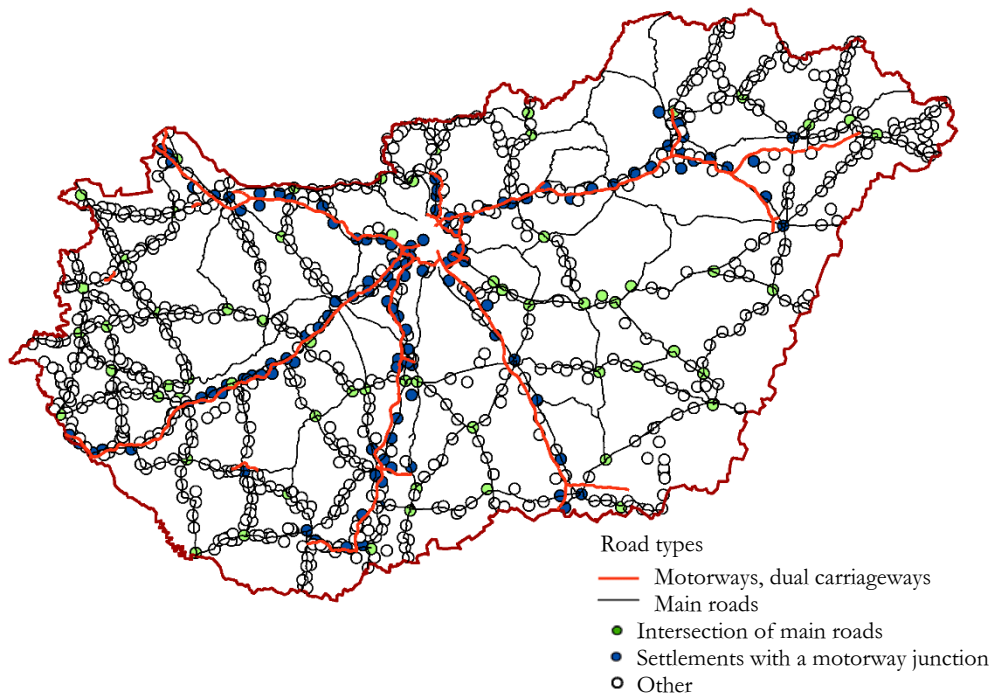 Road types
Motorways, dual carriageways
Main roads
Intersection of main roads
Settlements with a motorway junction
Other